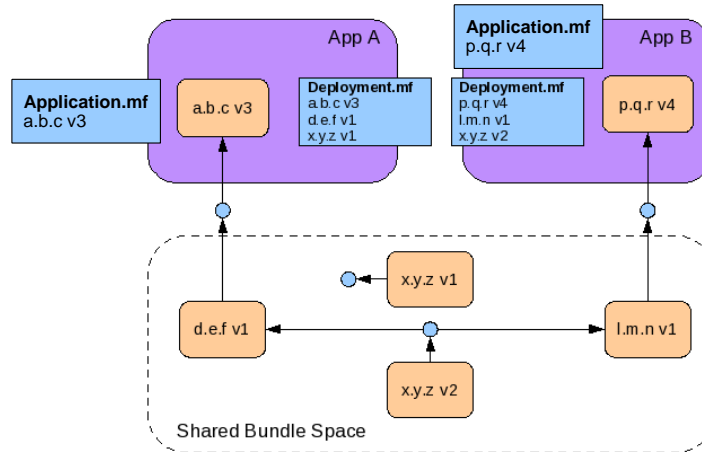 App A
Application.mf
a.b.c v3
a.b.c v3
Deployment.mf
a.b.c v3
d.e.f v1
x.y.z v1
Application.mf
p.q.r v4
App B
Deployment.mf
p.q.r v4
l.m.n v1
x.y.z v2
p.q.r v4
x.y.z v1
d.e.f v1
l.m.n v1
x.y.z v2
Shared Bundle Space